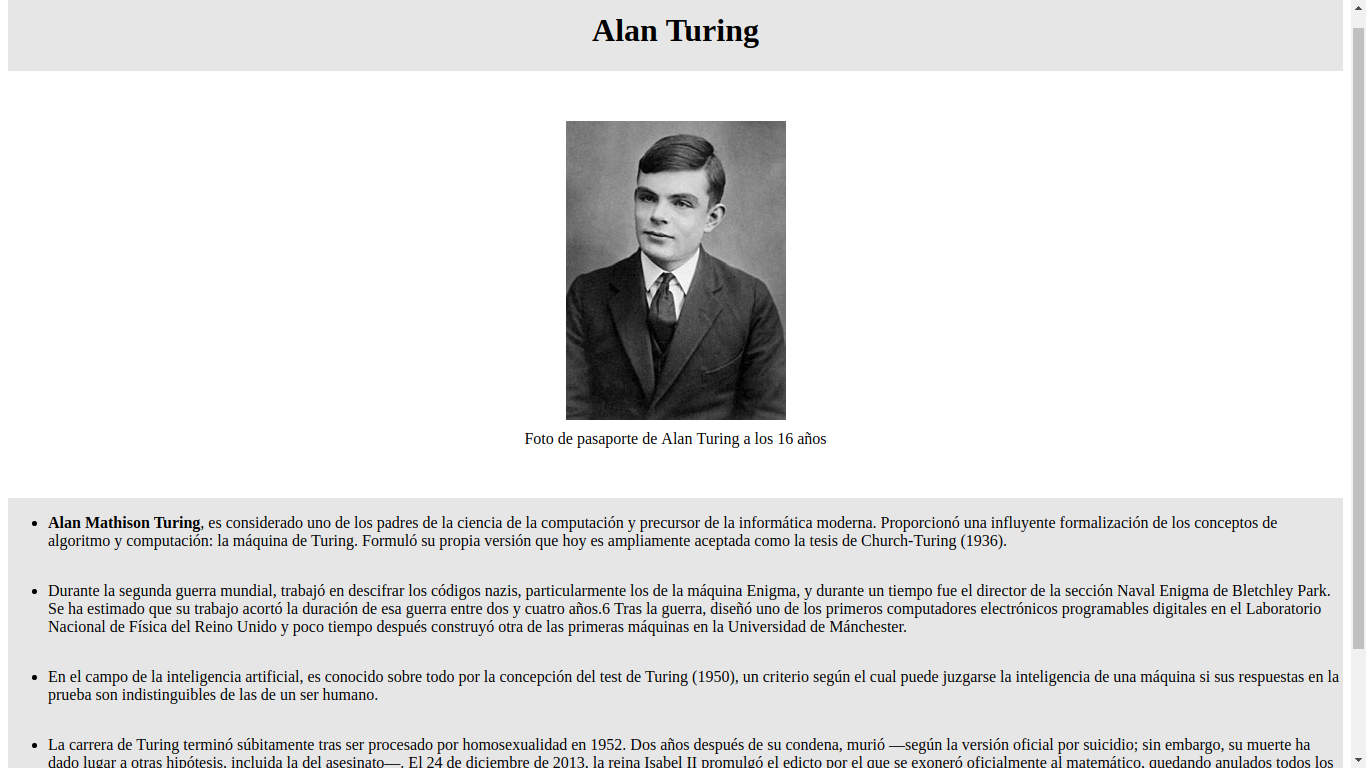 Alan Turing
Foto de pasaporte de Alan Turing a los 16 años
Alan Mathison Turing, es considerado uno de los padres de la ciencia de la computación y precursor de la informática moderna. Proporcionó una influyente formalización de los conceptos de
algoritmo y computación: la máquina de Turing. Formuló su propia versión que hoy es ampliamente aceptada como la tesis de Church-Turing (1936).
Durante la segunda guerra mundial, trabajó en descifrar los códigos nazis, particularmente los de la máquina Enigma, y durante un tiempo fue el director de la sección Naval Enigma de Bletchley Park.
Se ha estimado que su trabajo acortó la duración de esa guerra entre dos y cuatro años.6 Tras la guerra, diseñó uno de los primeros computadores electrónicos programables digitales en el Laboratorio
Nacional de Física del Reino Unido y poco tiempo después construyó otra de las primeras máquinas en la Universidad de Mánchester.
En el campo de la inteligencia artificial, es conocido sobre todo por la concepción del test de Turing (1950), un criterio según el cual puede juzgarse la inteligencia de una máquina si sus respuestas en la
prueba son indistinguibles de las de un ser humano.
La carrera de Turing terminó súbitamente tras ser procesado por homosexualidad en 1952. Dos años después de su condena, murió —según la versión oficial por suicidio; sin embargo, su muerte ha
dado lugar a otras hipótesis, incluida la del asesinato—. El 24 de diciembre de 2013, la reina Isabel II promulgó el edicto por el que se exoneró oficialmente al matemático, quedando anulados todos los